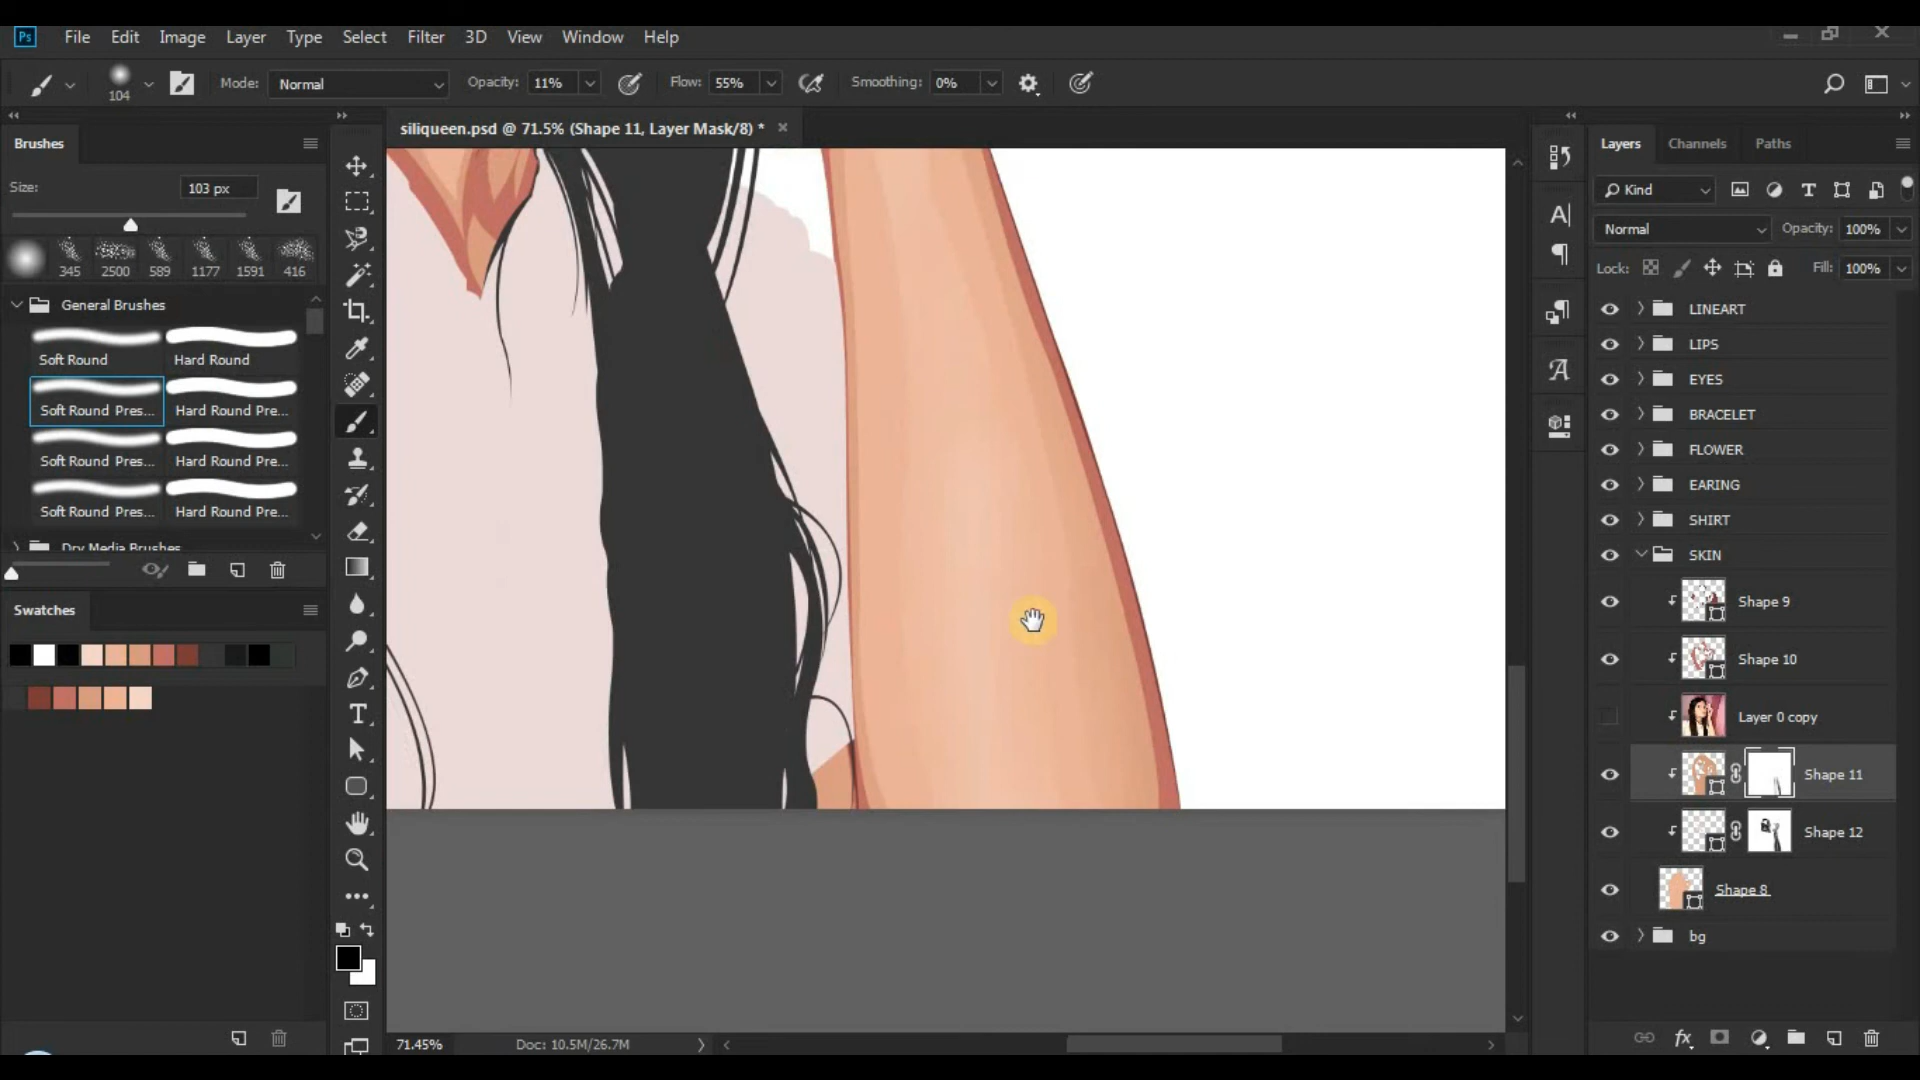 Ps File Edit Image Layer Type Select Filter 3D View Window Help
104 Mode: Normal Opacity: 11% Flow: 55% Smoothing: 0%
Brushes
Size: 103 px
345 2500 589 1177 1591 416
General Brushes
Soft Round Hard Round
Soft Round Pres... Hard Round Pre...
Soft Round Pres... Hard Round Pre...
Soft Round Pres... Hard Round Pre...
Dry Media Brushes
Swatches
siliqueen.psd @ 71.5% (Shape 11, Layer Mask/8) *
71.45% Doc: 10.5M/26.7M
Layers Channels Paths
Kind
Normal Opacity: 100%
Lock: Fill: 100%
LINEART
LIPS
EYES
BRACELET
FLOWER
EARING
SHIRT
SKIN
Shape 9
Shape 10
Layer 0 copy
Shape 11
Shape 12
Shape 8
bg